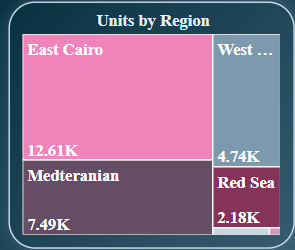 Units by Region
East Cairo
12.61K
West ...
4.74K
Medteranian
7.49K
Red Sea
2.18K